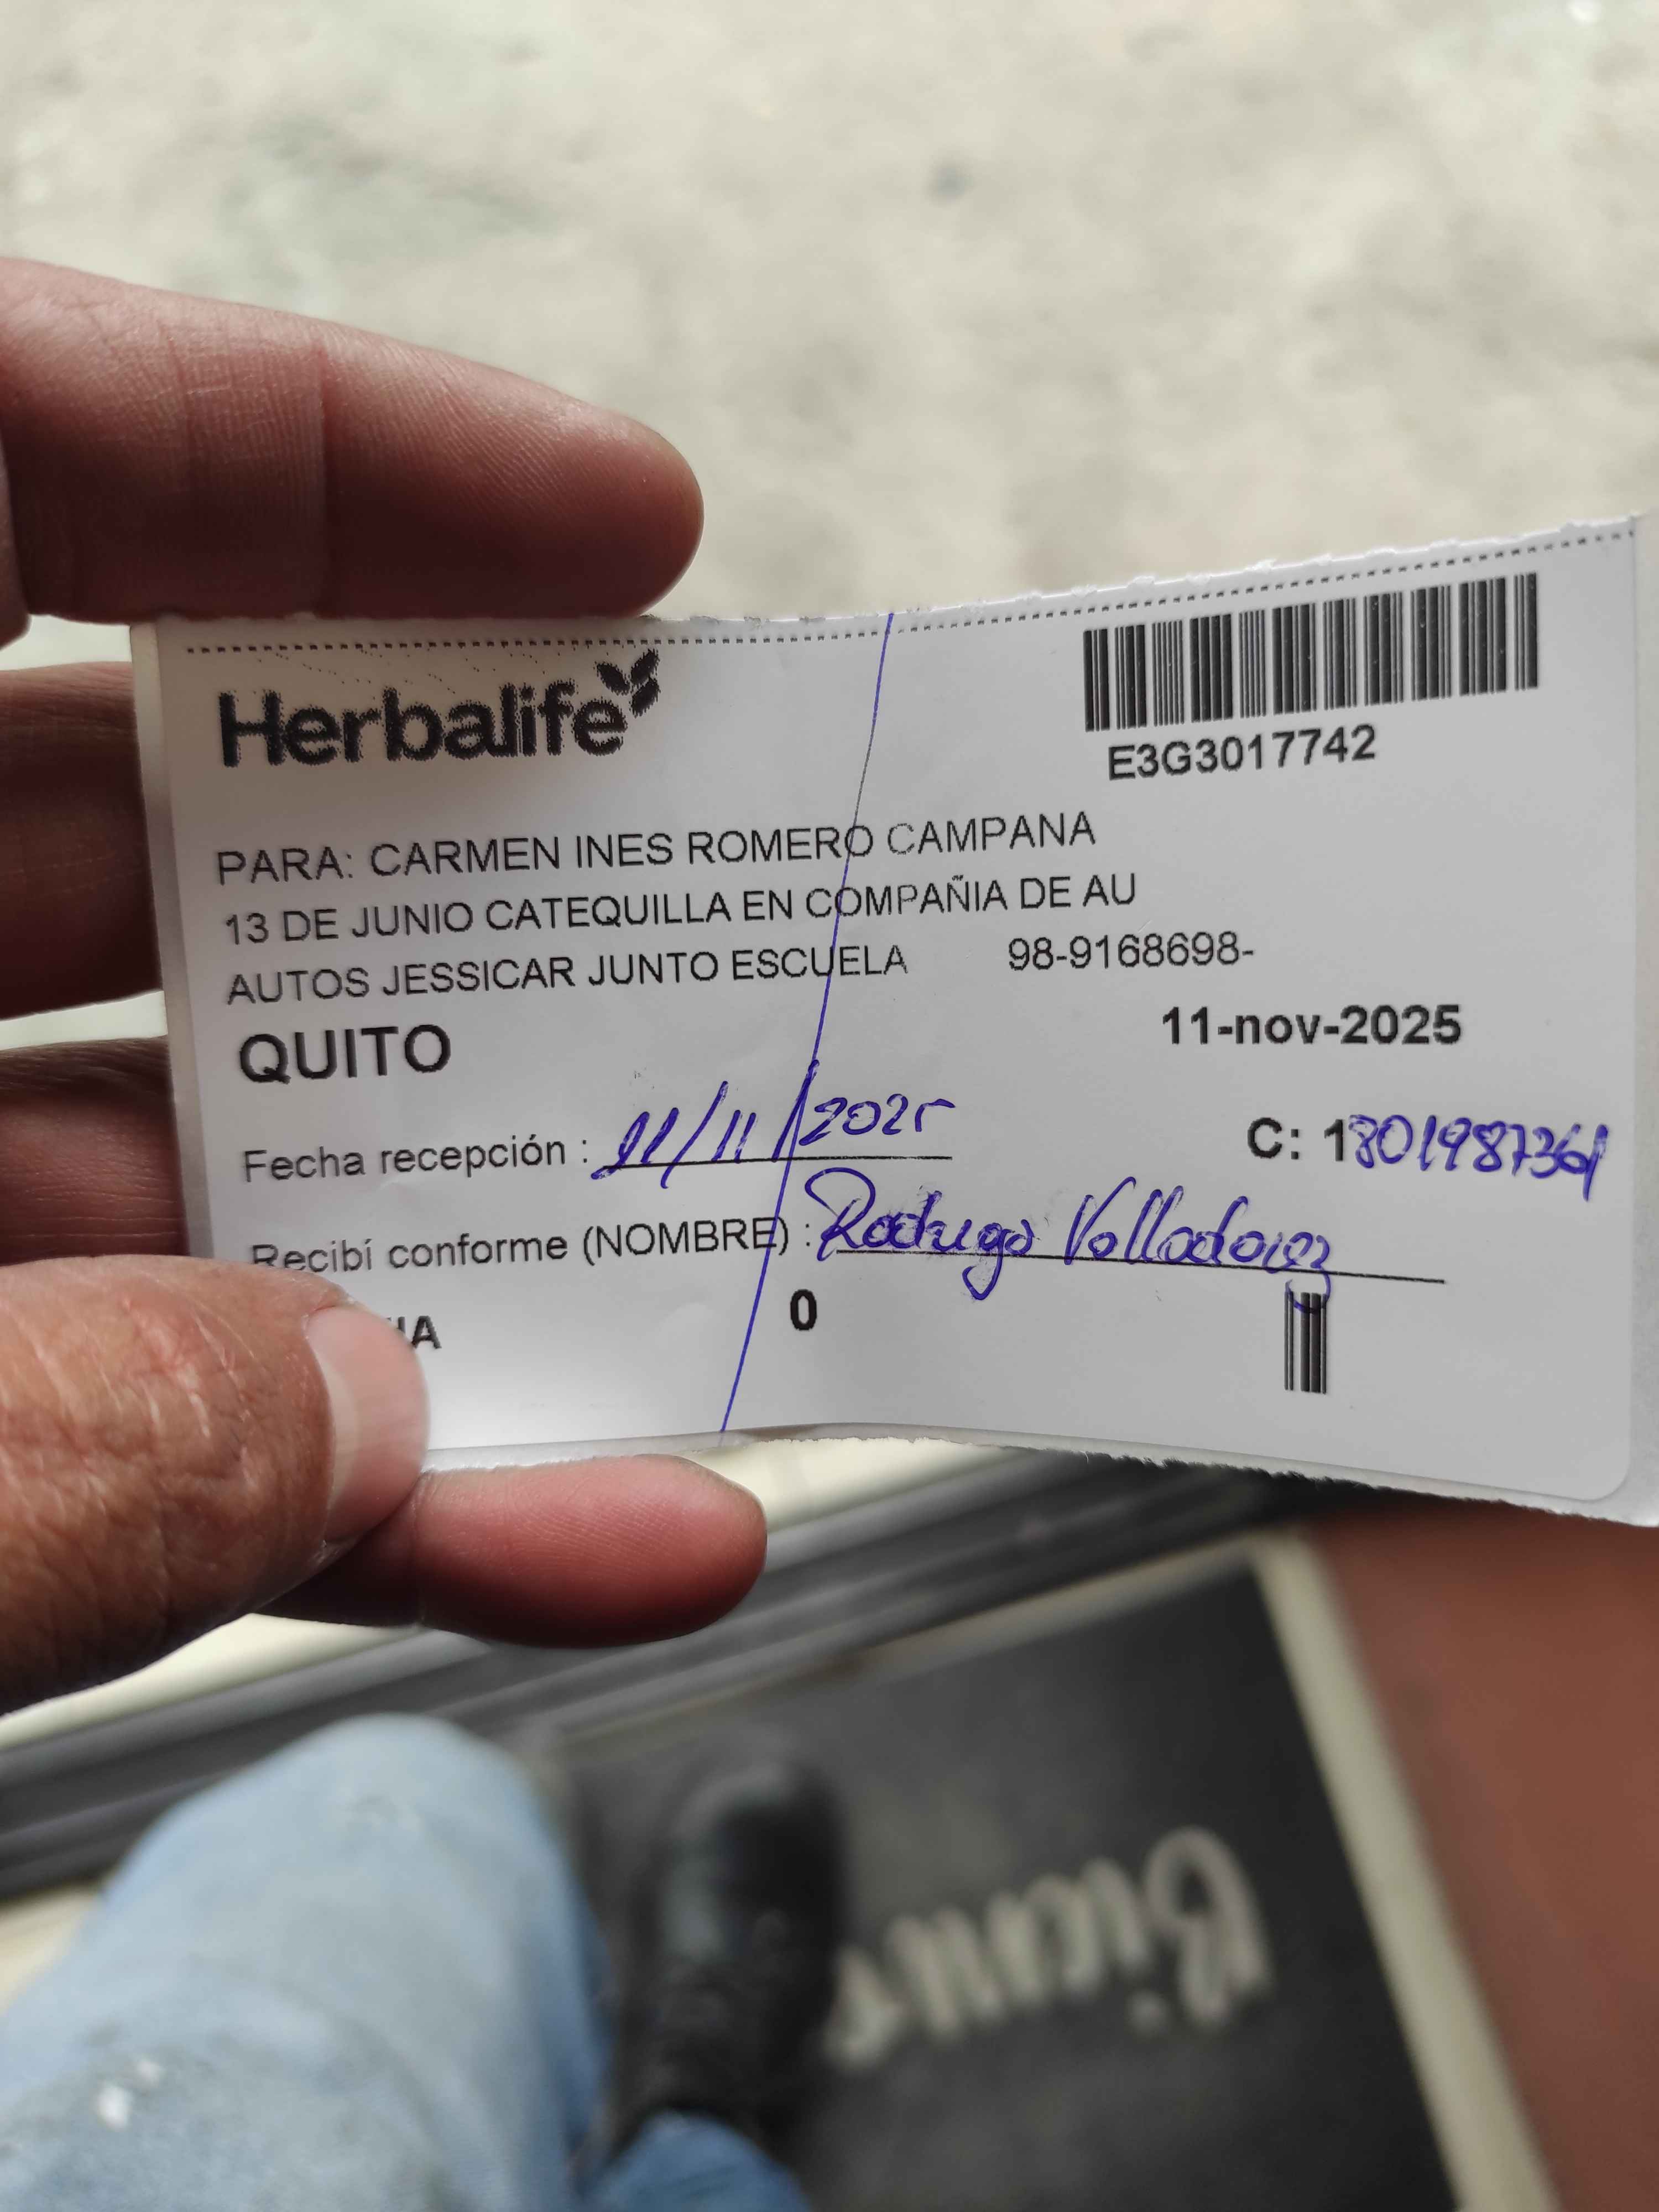 Herbalife
E3G3017742
PARA: CARMEN INES ROMERO CAMPANA
13 DE JUNIO CATEQUILLA EN COMPAÑIA DE AU
AUTOS JESSICAR JUNTO ESCUELA 98-9168698-
QUITO 11-nov-2025
Fecha recepción : 11/11/2025 C: 1801987361
Recibí conforme (NOMBRE) : Rodrigo
0